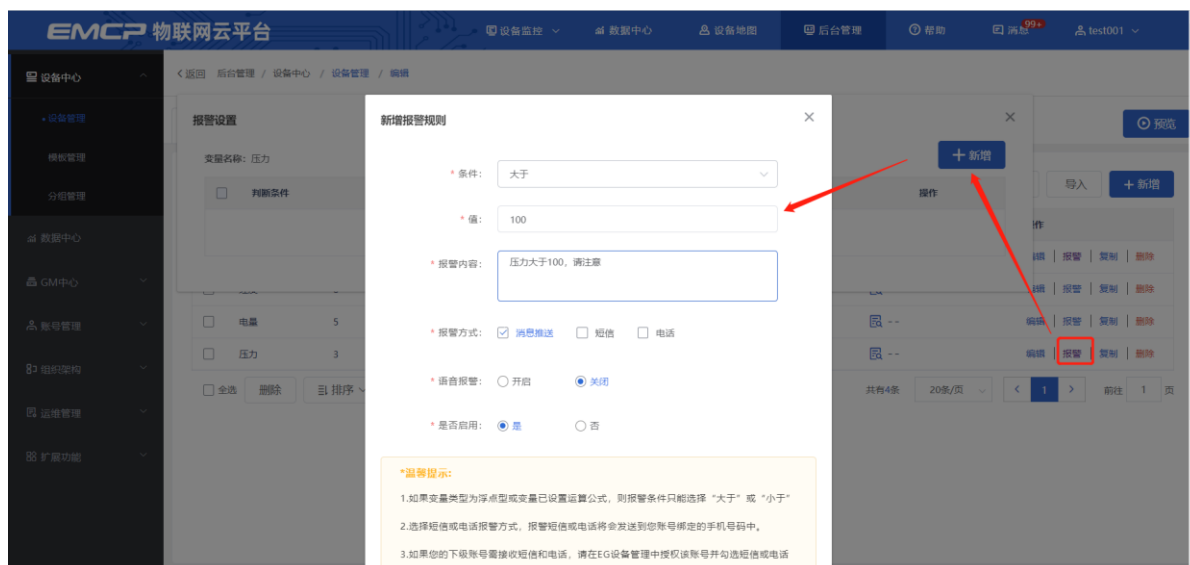 EMCP 物联网云平台
设备监控
数据中心
设备地图
后台管理
帮助
消息
99+
test001
设备中心
设备管理
模板管理
分组管理
数据中心
GM中心
账号管理
组织架构
运维管理
扩展功能
返回 后台管理 / 设备中心 / 设备管理 / 编辑
预览
报警设置
变量名称：压力
新增
判断条件
操作
导入
新增
报警 复制 删除
编辑 报警 复制 删除
电量 5 -- 编辑 报警 复制 删除
压力 3 -- 编辑 报警 复制 删除
全选 删除 排序
共有4条 20条/页 1 前往 1 页
新增报警规则
* 条件： 大于
* 值： 100
* 报警内容： 压力大于100，请注意
* 报警方式： 消息推送 短信 电话
* 语音报警： 开启 关闭
* 是否启用： 是 否
*温馨提示：
1.如果变量类型为浮点型或变量已设置运算公式，则报警条件只能选择“大于”或“小于”
2.选择短信或电话报警方式，报警短信或电话将会发送到您账号绑定的手机号码中。
3.如果您的下级账号需接收短信和电话，请在EG设备管理中授权该账号并勾选短信或电话